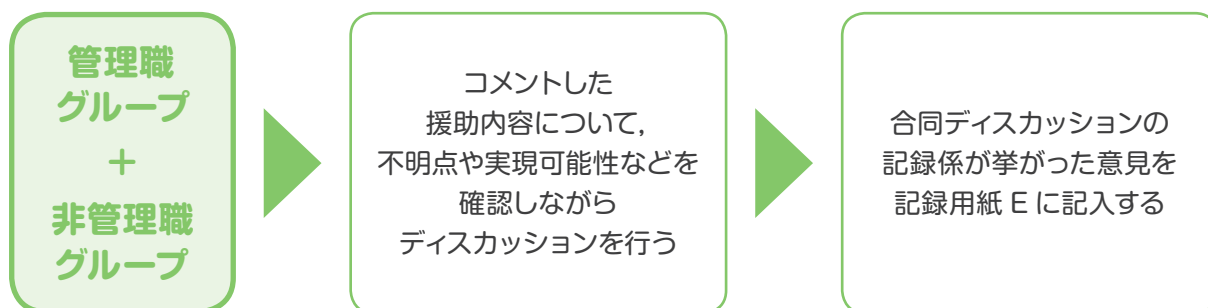 管理職
グループ
＋
非管理職
グループ
コメントした
援助内容について,
不明点や実現可能性などを
確認しながら
ディスカッションを行う
合同ディスカッションの
記録係が挙がった意見を
記録用紙 E に記入する